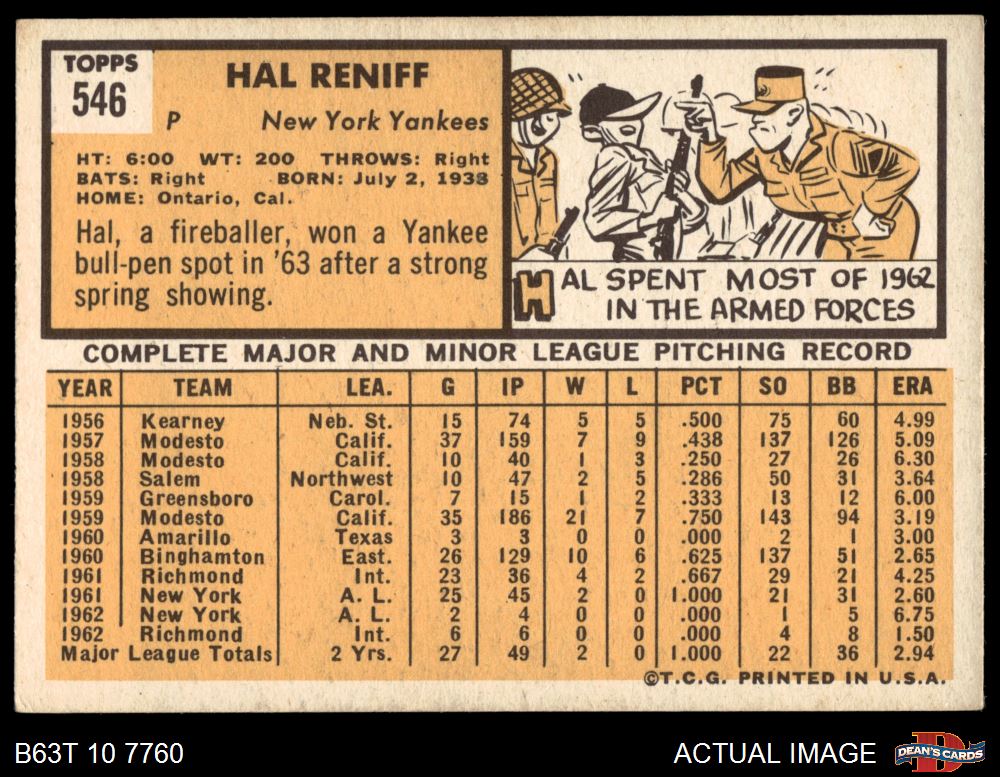 TOPPS
546
HAL RENIFF
P New York Yankees
HT: 6:00 WT: 200 THROWS: Right
BATS: Right BORN: July 2, 1938
HOME: Ontario, Cal.
Hal, a fireballer, won a Yankee
bull-pen spot in '63 after a strong
spring showing.
HAL SPENT MOST OF 1962
IN THE ARMED FORCES
COMPLETE MAJOR AND MINOR LEAGUE PITCHING RECORD
YEAR TEAM LEA. G IP W L PCT SO BB ERA
1956 Kearney Neb. St. 15 74 5 5 .500 75 60 4.99
1957 Modesto Calif. 37 159 7 9 .438 137 126 5.09
1958 Modesto Calif. 10 40 1 3 .250 27 26 6.30
1958 Salem Northwest 10 47 2 5 .286 50 31 3.64
1959 Greensboro Carol. 7 15 1 2 .333 13 12 6.00
1959 Modesto Calif. 35 186 21 7 .750 143 94 3.19
1960 Amarillo Texas 3 3 0 0 .000 2 1 3.00
1960 Binghamton East. 26 129 10 6 .625 137 51 2.65
1961 Richmond Int. 23 36 4 2 .667 29 21 4.25
1961 New York A. L. 25 45 2 0 1.000 21 31 2.60
1962 New York A. L. 2 4 0 0 .000 1 5 6.75
1962 Richmond Int. 6 6 0 0 .000 4 8 1.50
Major League Totals 2 Yrs. 27 49 2 0 1.000 22 36 2.94
©T.C.G. PRINTED IN U.S.A.
B63T 10 7760 ACTUAL IMAGE
DEAN'S CARDS